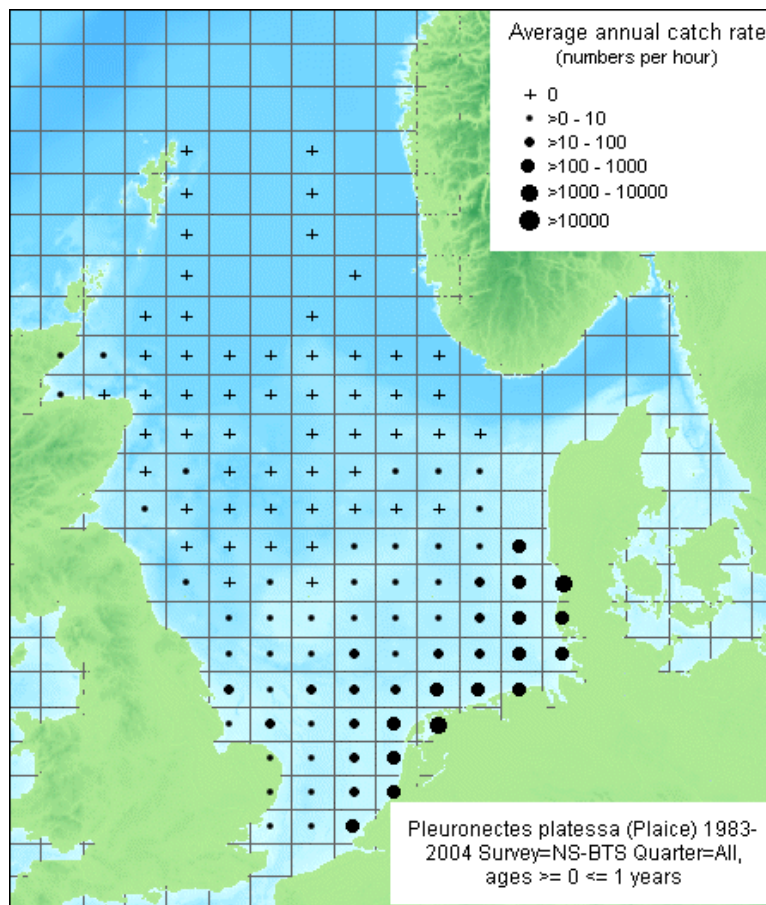 Average annual catch rate
(numbers per hour)
+ 0
>0 - 10
>10 - 100
>100 - 1000
>1000 - 10000
>10000
Pleuronectes platessa (Plaice) 1983-
2004 Survey=NS-BTS Quarter=All,
ages >= 0 <= 1 years